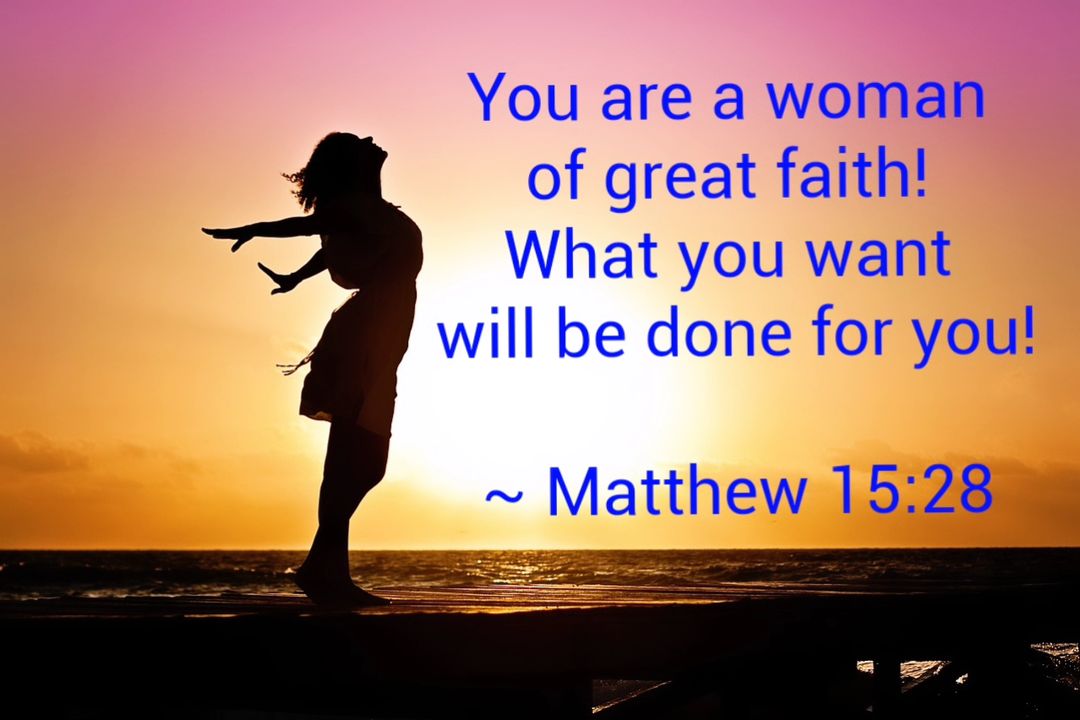 You are a woman
of great faith!
What you want
will be done for you!
~ Matthew 15:28